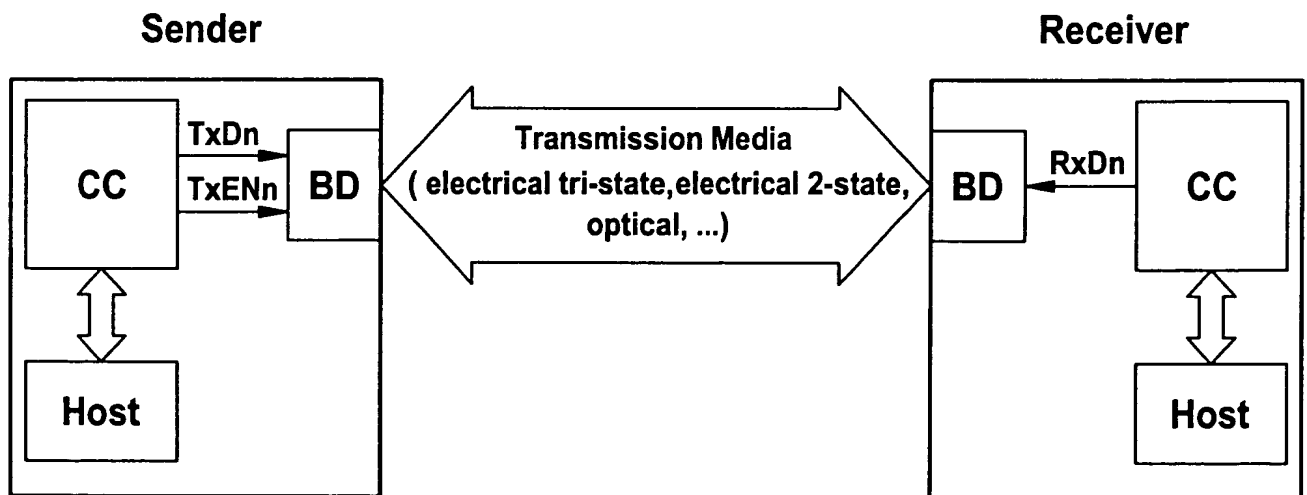 Sender
Receiver
CC
TxDn
TxENn
BD
Host
Transmission Media
( electrical tri-state,electrical 2-state,
optical, ...)
BD
RxDn
CC
Host